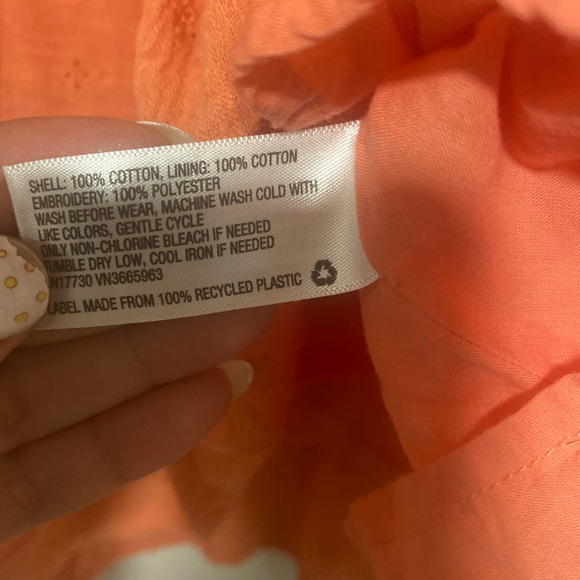 SHELL: 100% COTTON, LINING: 100% COTTON
EMBROIDERY: 100% POLYESTER
WASH BEFORE WEAR, MACHINE WASH COLD WITH
LIKE COLORS, GENTLE CYCLE
ONLY NON-CHLORINE BLEACH IF NEEDED
TUMBLE DRY LOW, COOL IRON IF NEEDED
VN3665963
LABEL MADE FROM 100% RECYCLED PLASTIC